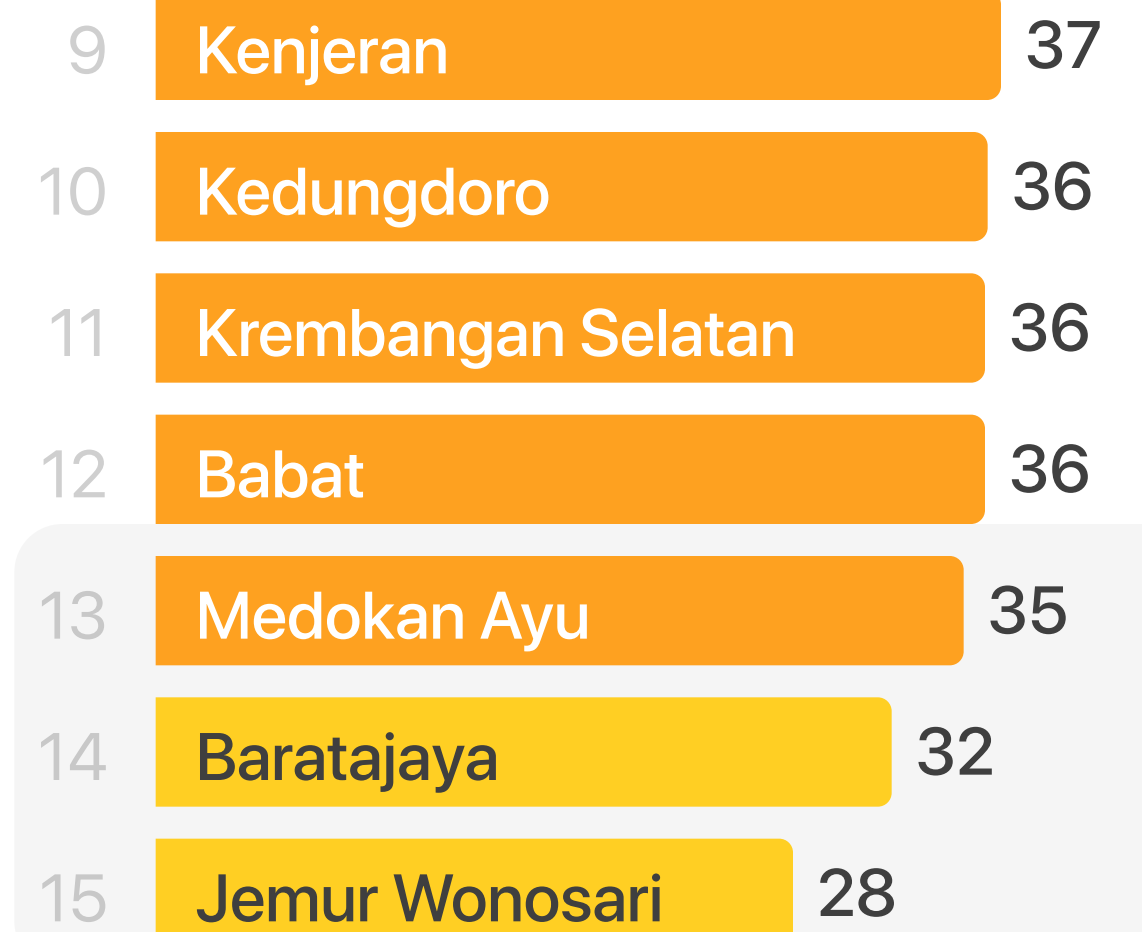 9 Kenjeran 37
10 Kedungdoro 36
11 Krembangan Selatan 36
12 Babat 36
13 Medokan Ayu 35
14 Baratajaya 32
15 Jemur Wonosari 28